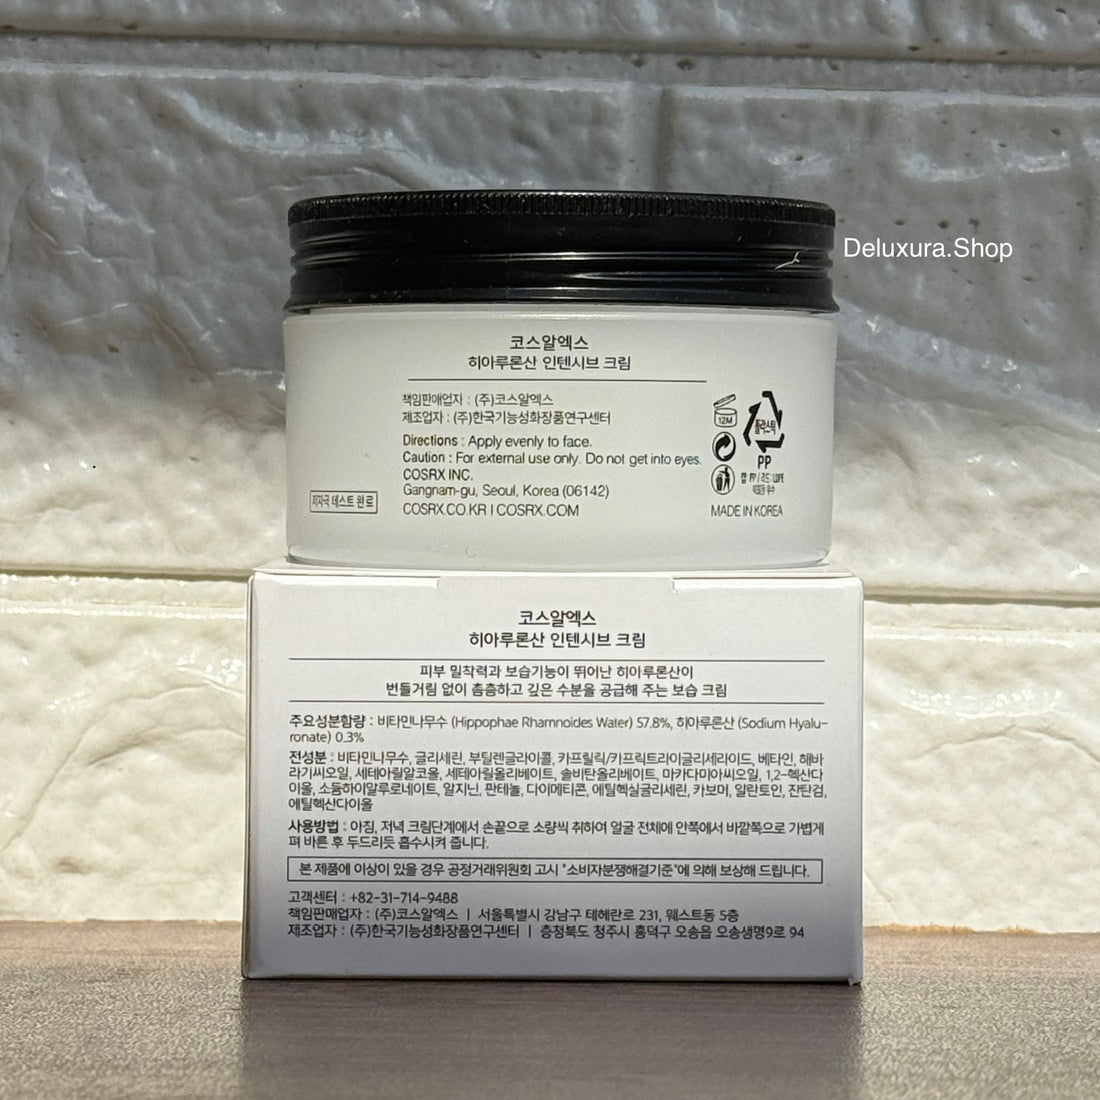 Deluxura.Shop
코스알엑스
히아루론산 인텐시브 크림
책임판매업자 : (주)코스알엑스
제조업자 : (주)한국기능성화장품연구센터
Directions : Apply evenly to face.
Caution : For external use only. Do not get into eyes.
COSRX INC.
Gangnam-gu, Seoul, Korea (06142)
COSRX.CO.KR I COSRX.COM
저자극 테스트 완료
12M
플라스틱
PP
MADE IN KOREA
코스알엑스
히아루론산 인텐시브 크림
피부 밀착력과 보습기능이 뛰어난 히아루론산이
번들거림 없이 촘촘하고 깊은 수분을 공급해 주는 보습 크림
주요성분함량 : 비타민나무수 (Hippophae Rhamnoides Water) 57.8%, 히아루론산 (Sodium Hyalu-
ronate) 0.3%
전성분 : 비타민나무수, 글리세린, 부틸렌글라이콜, 카프릴릭/카프릭트라이글리세라이드, 베타인, 해바
라기씨오일, 세테아릴알코올, 세테아릴올리베이트, 솔비탄올리베이트, 마카다미아씨오일, 1,2-헥산다
이올, 소듐하이알루로네이트, 알지닌, 판테놀, 다이메티콘, 에틸헥실글리세린, 카보머, 알란토인, 잔탄검,
에틸헥산다이올
사용방법 : 아침, 저녁 크림단계에서 손끝으로 소량씩 취하여 얼굴 전체에 안쪽에서 바깥쪽으로 가볍게
펴 바른 후 두드리듯 흡수시켜 줍니다.
본 제품에 이상이 있을 경우 공정거래위원회 고시 "소비자분쟁해결기준"에 의해 보상해 드립니다.
고객센터 : +82-31-714-9488
책임판매업자 : (주)코스알엑스 | 서울특별시 강남구 테헤란로 231, 웨스트동 5층
제조업자 : (주)한국기능성화장품연구센터 | 충청북도 청주시 흥덕구 오송읍 오송생명9로 94